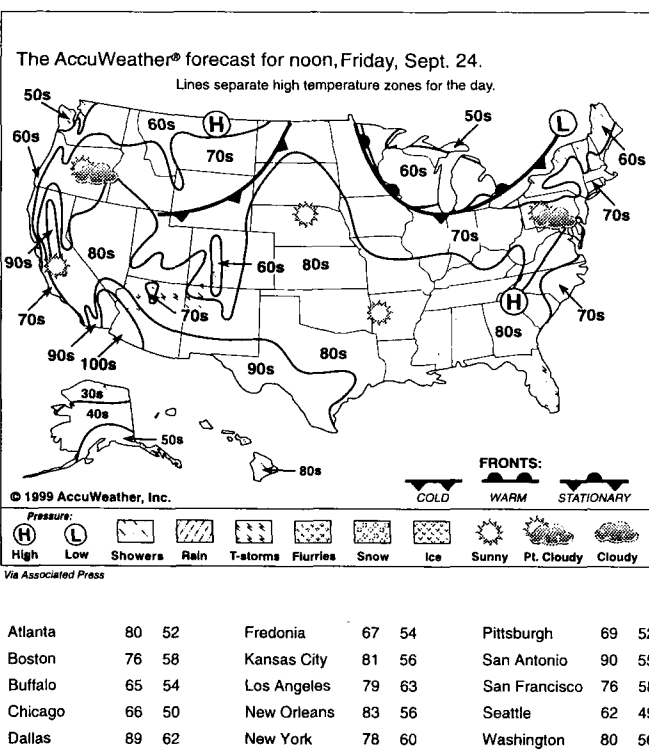 The AccuWeather® forecast for noon, Friday, Sept. 24.
Lines separate high temperature zones for the day.
50s
60s
60s
H
70s
50s
60s
L
60s
70s
70s
90s
80s
60s
80s
70s
70s
H
80s
70s
90s
100s
90s
80s
30s
40s
50s
80s
FRONTS:
COLD WARM STATIONARY
© 1999 AccuWeather, Inc.
Pressure:
H L
High Low Showers Rain T-storms Flurries Snow Ice Sunny Pt. Cloudy Cloudy
Via Associated Press
Atlanta 80 52 Fredonia 67 54 Pittsburgh 69 52
Boston 76 58 Kansas City 81 56 San Antonio 90 55
Buffalo 65 54 Los Angeles 79 63 San Francisco 76 58
Chicago 66 50 New Orleans 83 56 Seattle 62 49
Dallas 89 62 New York 78 60 Washington 80 56